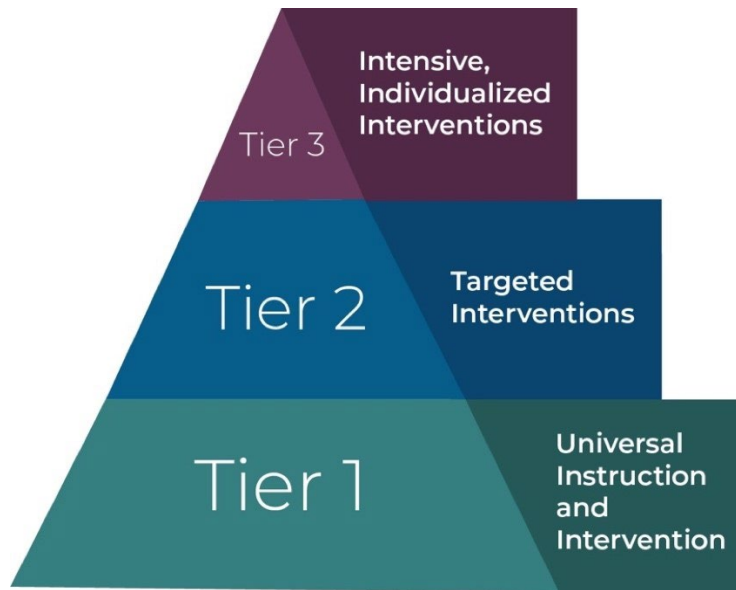 Intensive,
Individualized
Interventions
Tier 3
Targeted
Interventions
Tier 2
Universal
Instruction
and
Intervention
Tier 1